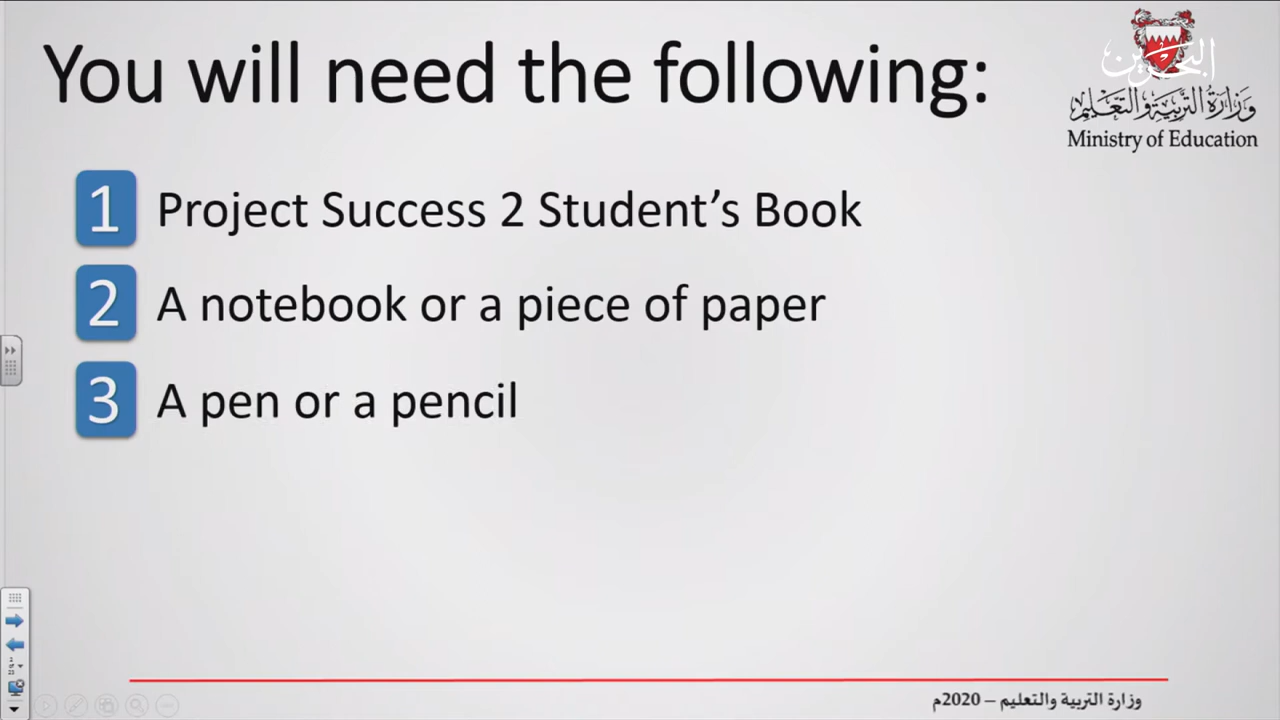 You will need the following:
البحرين
وزارة التربية والتعليم
Ministry of Education
1 Project Success 2 Student’s Book
2 A notebook or a piece of paper
3 A pen or a pencil
وزارة التربية والتعليم – 2020م